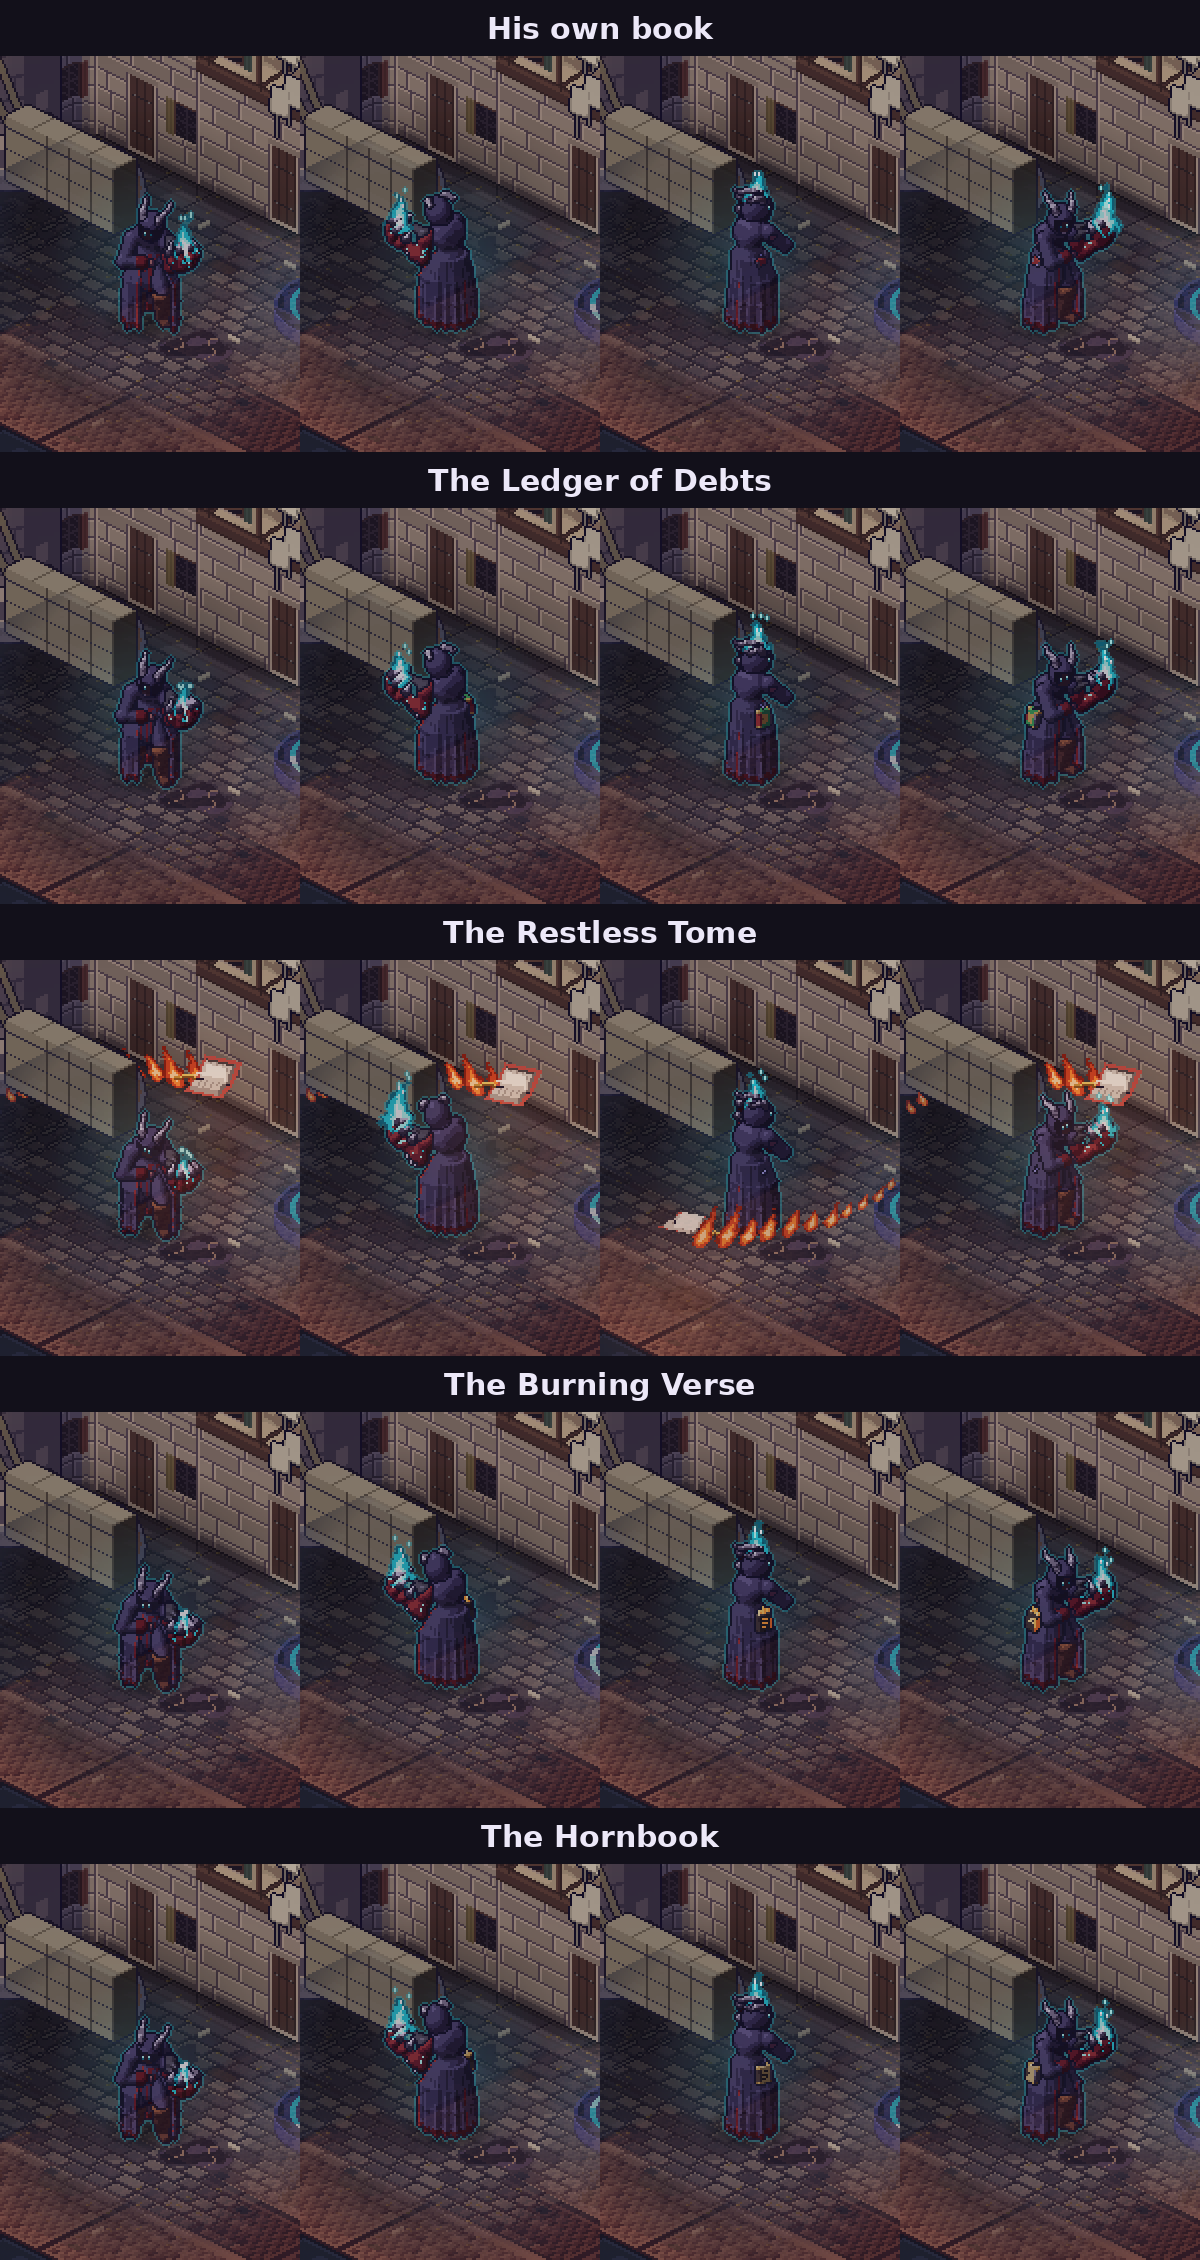 His own book
The Ledger of Debts
The Restless Tome
The Burning Verse
The Hornbook